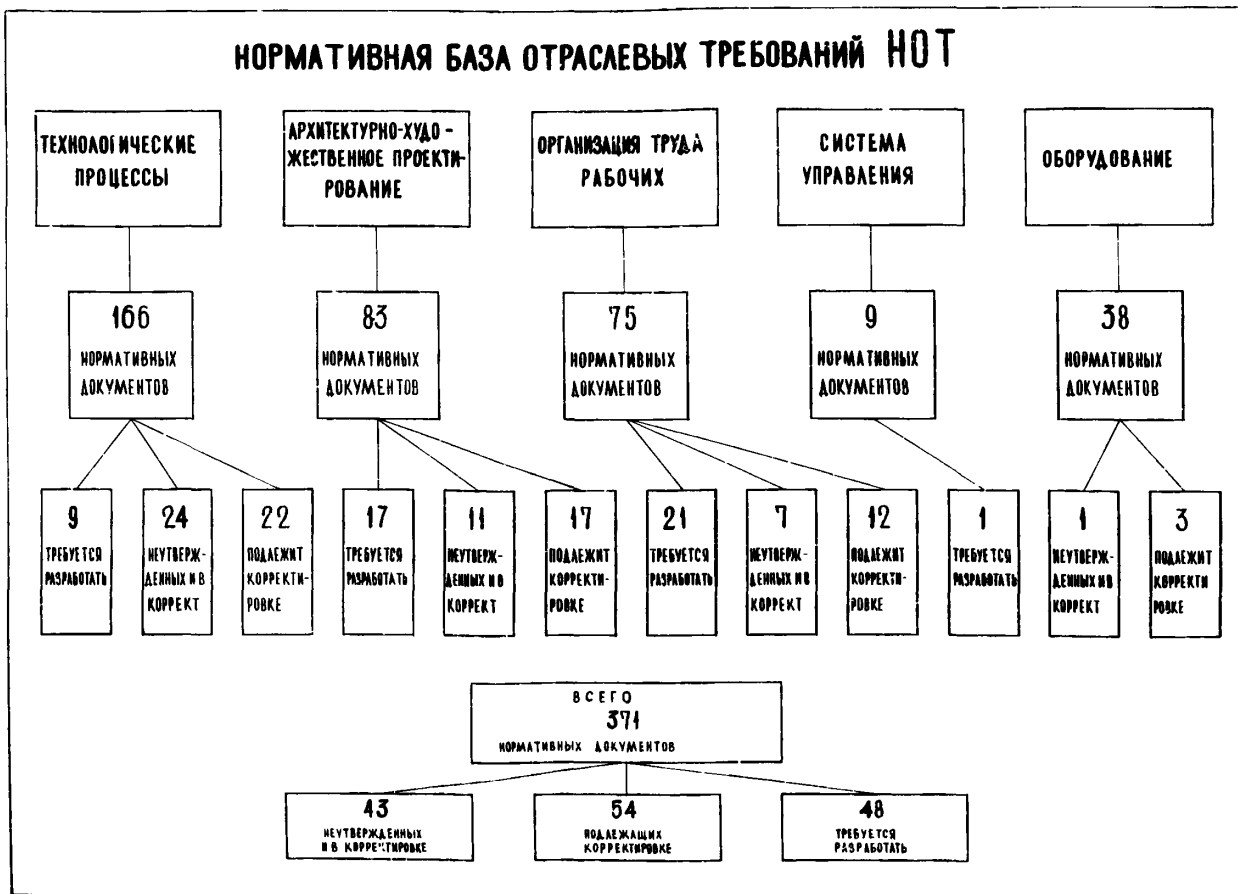 НОРМАТИВНАЯ БАЗА ОТРАСЛЕВЫХ ТРЕБОВАНИЙ НОТ
ТЕХНОЛОГИЧЕСКИЕ
ПРОЦЕССЫ
АРХИТЕКТУРНО-ХУДО-
ЖЕСТВЕННОЕ ПРОЕКТИ-
РОВАНИЕ
ОРГАНИЗАЦИЯ ТРУДА
РАБОЧИХ
СИСТЕМА
УПРАВЛЕНИЯ
ОБОРУДОВАНИЕ
166
НОРМАТИВНЫХ
ДОКУМЕНТОВ
83
НОРМАТИВНЫХ
ДОКУМЕНТОВ
75
НОРМАТИВНЫХ
ДОКУМЕНТОВ
9
НОРМАТИВНЫХ
ДОКУМЕНТОВ
38
НОРМАТИВНЫХ
ДОКУМЕНТОВ
9
ТРЕБУЕТСЯ
РАЗРАБОТАТЬ
24
НЕУТВЕРЖ-
ДЕННЫХ И В
КОРРЕКТ
22
ПОДЛЕЖИТ
КОРРЕКТИ-
РОВКЕ
17
ТРЕБУЕТСЯ
РАЗРАБОТАТЬ
11
НЕУТВЕРЖ-
ДЕННЫХ И В
КОРРЕКТ
17
ПОДЛЕЖИТ
КОРРЕКТИ-
РОВКЕ
21
ТРЕБУЕТСЯ
РАЗРАБОТАТЬ
7
НЕУТВЕРЖ-
ДЕННЫХ И В
КОРРЕКТ
12
ПОДЛЕЖИТ
КОРРЕКТИ-
РОВКЕ
1
ТРЕБУЕТСЯ
РАЗРАБОТАТЬ
1
НЕУТВЕРЖ-
ДЕННЫХ И В
КОРРЕКТ
3
ПОДЛЕЖИТ
КОРРЕКТИ
РОВКЕ
ВСЕГО
371
НОРМАТИВНЫХ ДОКУМЕНТОВ
43
НЕУТВЕРЖДЕННЫХ
И В КОРРЕКТИРОВКЕ
54
ПОДЛЕЖАЩИХ
КОРРЕКТИРОВКЕ
48
ТРЕБУЕТСЯ
РАЗРАБОТАТЬ